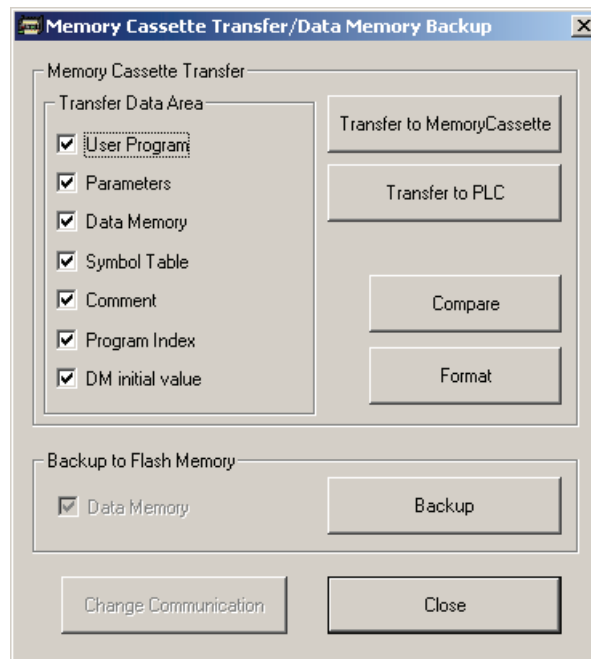 Memory Cassette Transfer/Data Memory Backup
Memory Cassette Transfer
Transfer Data Area
User Program
Parameters
Data Memory
Symbol Table
Comment
Program Index
DM initial value
Transfer to MemoryCassette
Transfer to PLC
Compare
Format
Backup to Flash Memory
Data Memory
Backup
Change Communication
Close